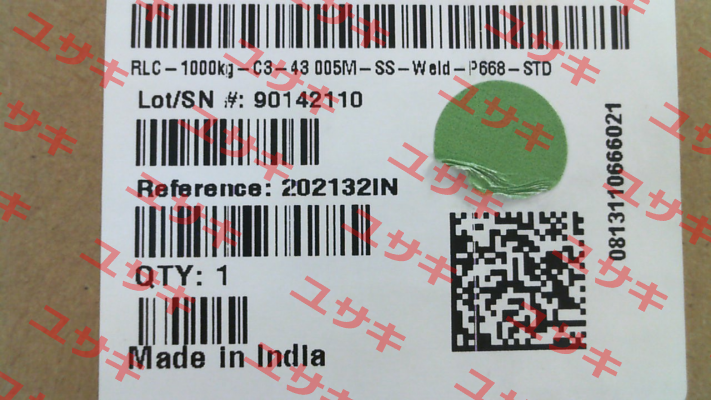 RLC-1000kg-C3-43 005M-SS-Weld-P668-STD
Lot/SN #: 90142110
Reference: 202132IN
QTY: 1
Made in India
0813110666021
ユサキ